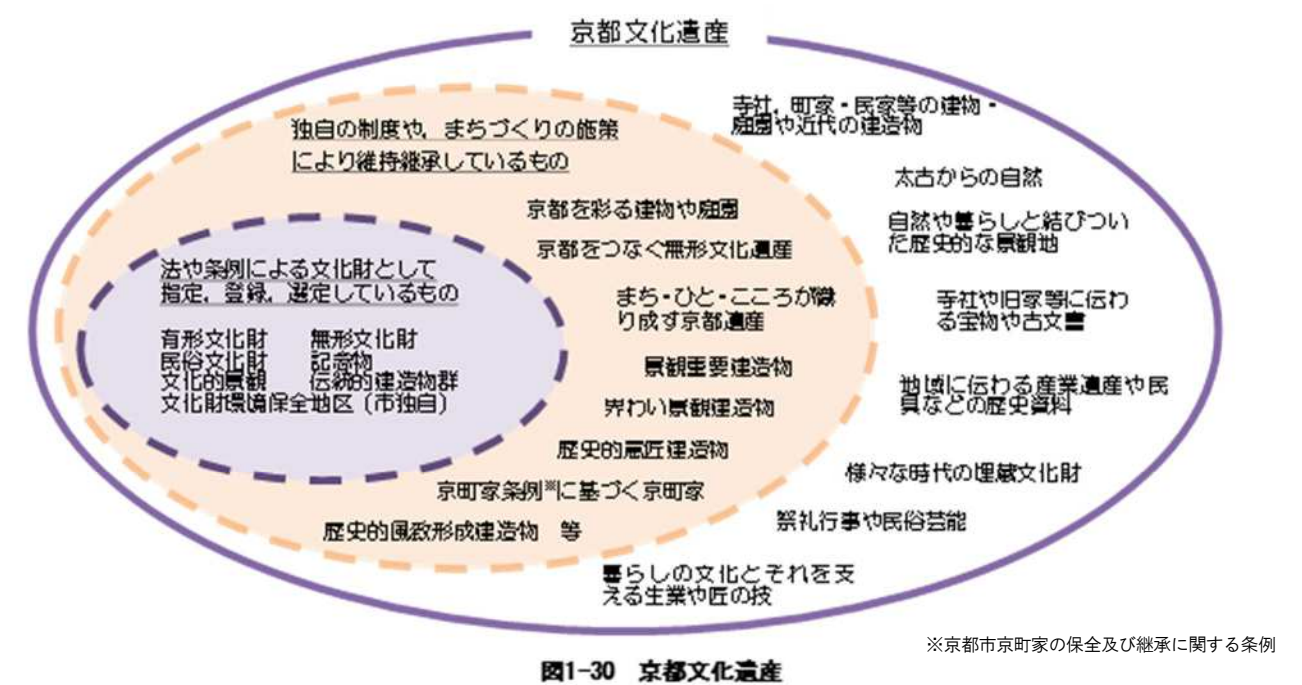 京都文化遺産
寺社，町家・民家等の建物・
庭園や近代の建造物
独自の制度や，まちづくりの施策
により維持継承しているもの
太古からの自然
京都を彩る建物や庭園
自然や暮らしと結びつい
た歴史的な景観地
京都をつなぐ無形文化遺産
法や条例による文化財として
指定，登録，選定しているもの
まち・ひと・こころが織
り成す京都遺産
寺社や旧家等に伝わ
る宝物や古文書
有形文化財　無形文化財
民俗文化財　記念物
文化的景観　伝統的建造物群
文化財環境保全地区（市独自）
景観重要建造物
地域に伝わる産業遺産や民
具などの歴史資料
界わい景観建造物
歴史的意匠建造物
様々な時代の埋蔵文化財
京町家条例※に基づく京町家
祭礼行事や民俗芸能
歴史的風致形成建造物　等
暮らしの文化とそれを支
える生業や匠の技
※京都市京町家の保全及び継承に関する条例
図1-30　京都文化遺産